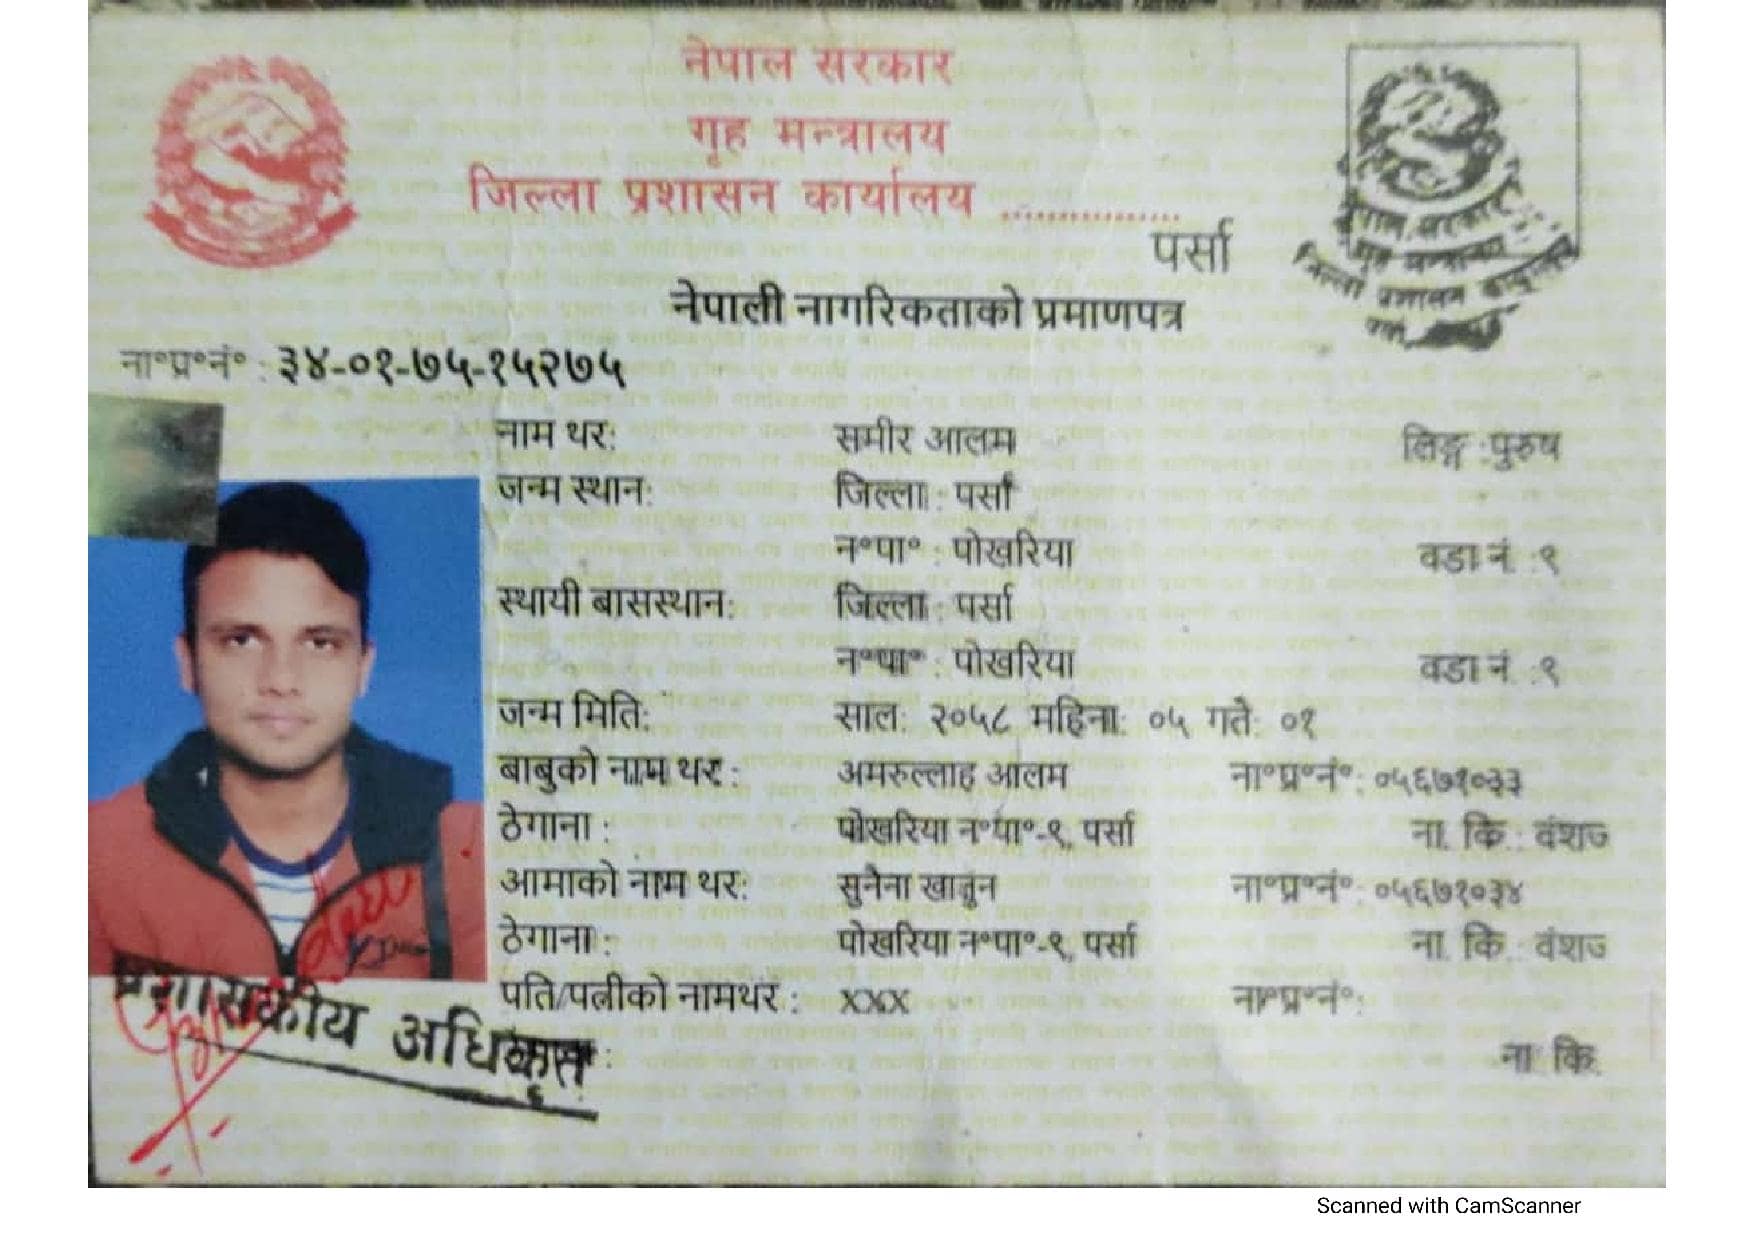 नेपाल सरकार
गृह मन्त्रालय
जिल्ला प्रशासन कार्यालय ................
पर्सा
नेपाल सरकार
गृह मन्त्रालय
जिल्ला प्रशासन कार्यालय
पर्सा
नेपाली नागरिकताको प्रमाणपत्र
ना॰प्र॰नं॰ : ३४-०१-७५-१५२७५
नाम थर: समीर आलम लिङ्ग :पुरुष
जन्म स्थान: जिल्ला : पर्सा
न॰पा॰ : पोखरिया वडा नं. :९
स्थायी बासस्थान: जिल्ला : पर्सा
न॰पा॰ : पोखरिया वडा नं. :९
जन्म मिति: साल: २०५८ महिना: ०५ गते: ०१
बाबुको नाम थर : अमरुल्लाह आलम ना॰प्र॰नं॰: ०५६७१०३३
ठेगाना : पोखरिया न॰पा॰-९, पर्सा ना. कि.: वंशज
आमाको नाम थर: सुनेना खातुन ना॰प्र॰नं॰: ०५६७१०३४
ठेगाना : पोखरिया न॰पा॰-९, पर्सा ना. कि.: वंशज
पति/पत्नीको नामथर : XXX ना॰प्र॰नं॰:
प्रशासकीय अधिकृत
ना. कि.
Scanned with CamScanner